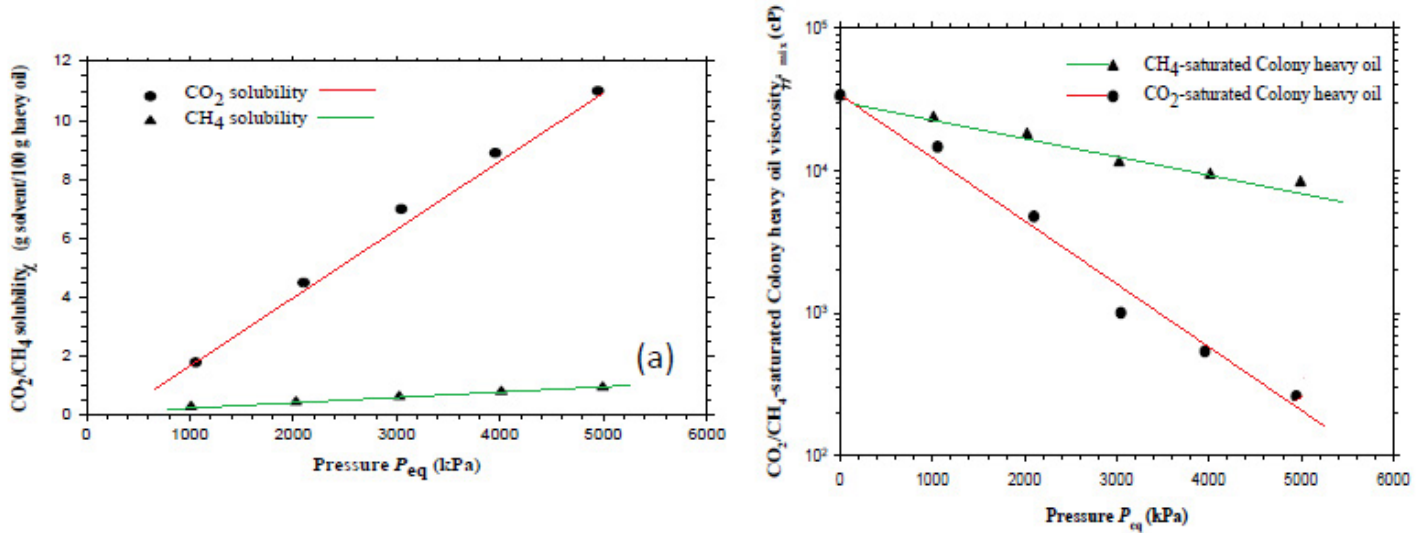 CO2/CH4 solubility χ (g solvent/100 g haevy oil)
12
10
8
6
4
2
0
CO2 solubility
CH4 solubility
(a)
0 1000 2000 3000 4000 5000 6000
Pressure Peq (kPa)
CO2/CH4-saturated Colony heavy oil viscosity, mix (cP)
10^5
10^4
10^3
10^2
CH4-saturated Colony heavy oil
CO2-saturated Colony heavy oil
0 1000 2000 3000 4000 5000 6000
Pressure Peq (kPa)